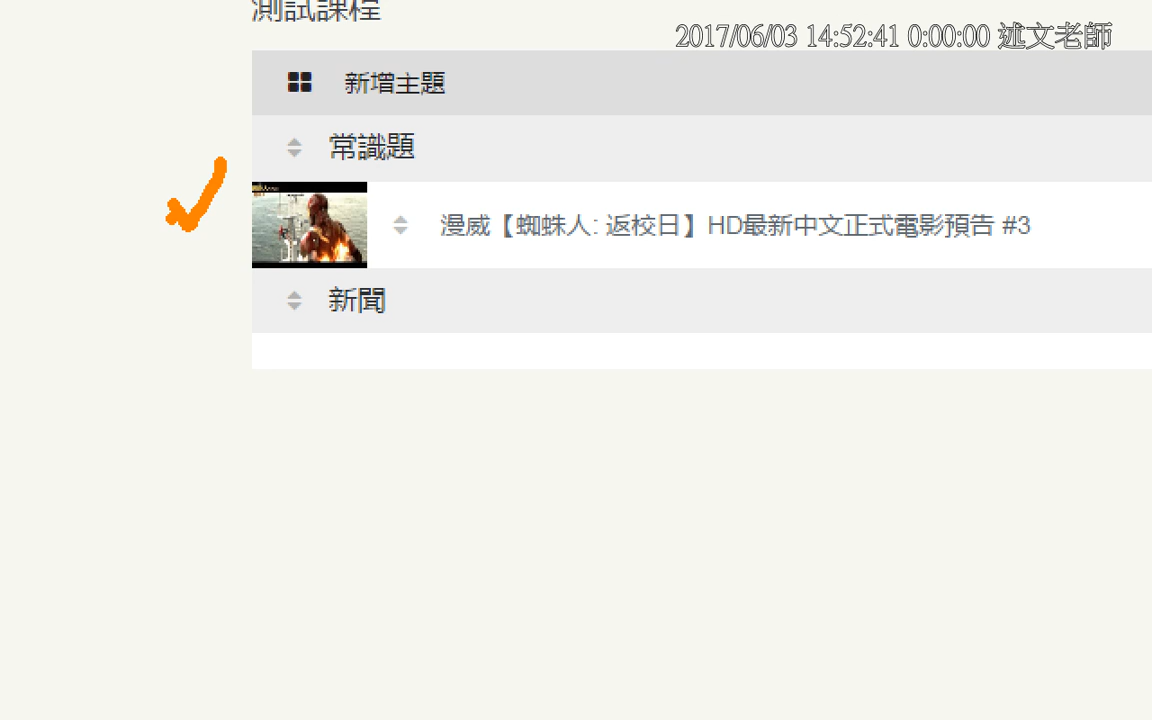 測試課程
2017/06/03 14:52:41 0:00:00 述文老師
新增主題
常識題
漫威【蜘蛛人: 返校日】HD最新中文正式電影預告 #3
新聞